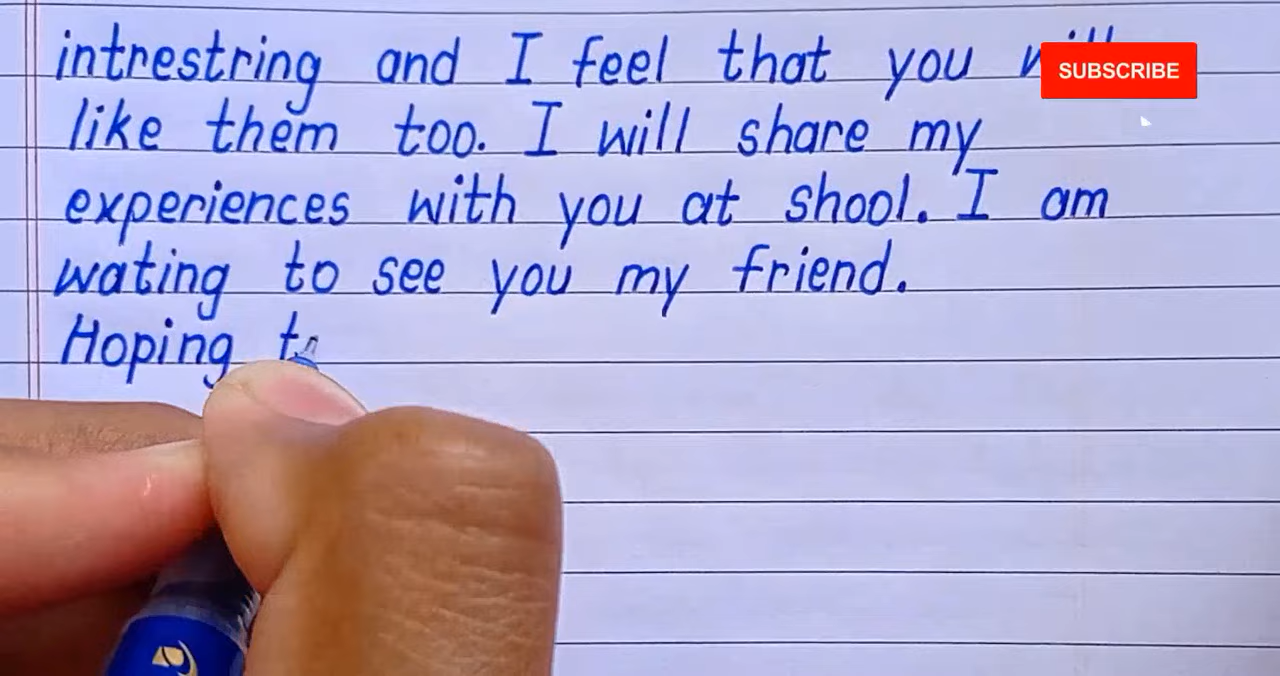 intrestring and I feel that you will
SUBSCRIBE
like them too. I will share my
experiences with you at shool. I am
wating to see you my friend.
Hoping